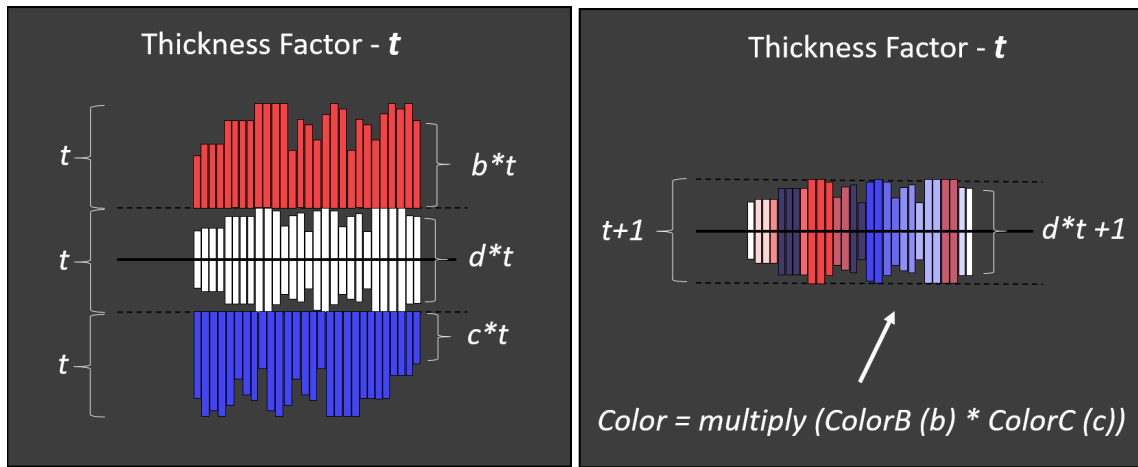 Thickness Factor - t
t
b*t
t
d*t
t
c*t
Thickness Factor - t
t+1
d*t +1
Color = multiply (ColorB (b) * ColorC (c))